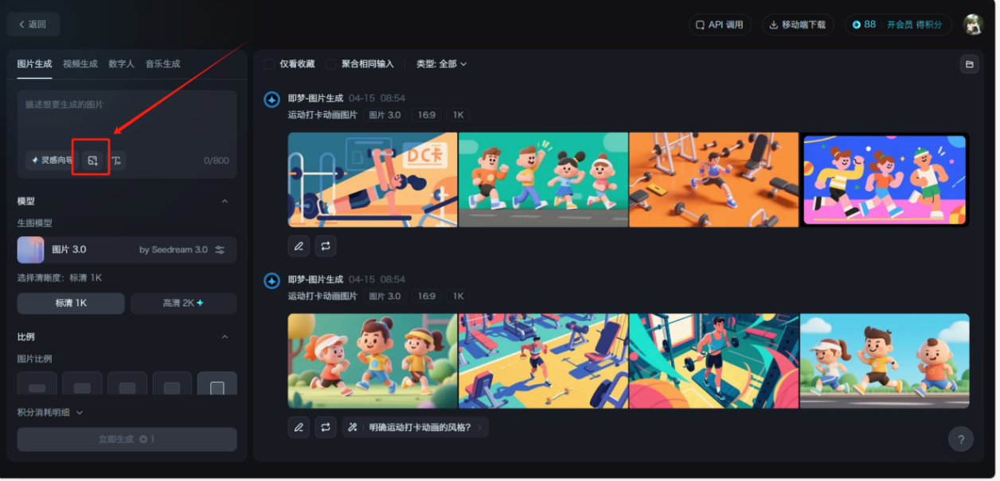 返回
API 调用
移动端下载
88 开会员 得积分
图片生成 视频生成 数字人 音乐生成
描述想要生成的图片
灵感向导
0/800
模型
生图模型
图片 3.0 by Seedream 3.0
选择清晰度：标清 1K
标清 1K 高清 2K
比例
图片比例
积分消耗明细
立即生成 1
仅看收藏 聚合相同输入 类型: 全部
即梦-图片生成 04-15 08:54
运动打卡动画图片 图片 3.0 16:9 1K
DC卡
即梦-图片生成 04-15 08:54
运动打卡动画图片 图片 3.0 16:9 1K
明确运动打卡动画的风格?
?